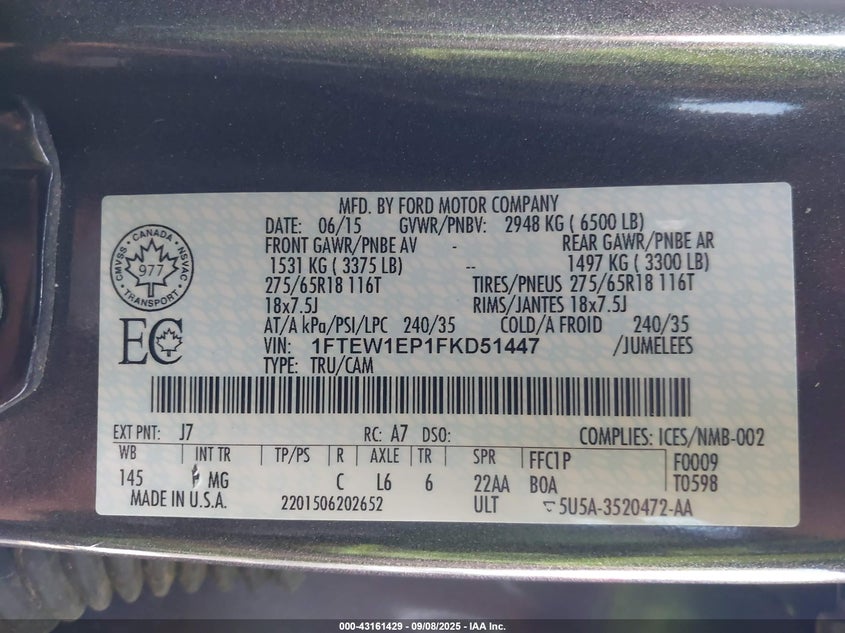 MFD. BY FORD MOTOR COMPANY
DATE: 06/15 GVWR/PNBV: 2948 KG ( 6500 LB)
FRONT GAWR/PNBE AV - REAR GAWR/PNBE AR
1531 KG ( 3375 LB) -- 1497 KG ( 3300 LB)
275/65R18 116T TIRES/PNEUS 275/65R18 116T
18x7.5J RIMS/JANTES 18x7.5J
AT/A kPa/PSI/LPC 240/35 COLD/A FROID 240/35
VIN: 1FTEW1EP1FKD51447 /JUMELEES
TYPE: TRU/CAM
CANADA
CMVSS NSVAC
977
TRANSPORT
EC
EXT PNT: J7 RC: A7 DSO: COMPLIES: ICES/NMB-002
WB INT TR TP/PS R AXLE TR SPR FFC1P F0009
145 MG C L6 6 22AA BOA T0598
MADE IN U.S.A. 2201506202652 ULT 5U5A-3520472-AA
000-43161429 - 09/08/2025 - IAA Inc.